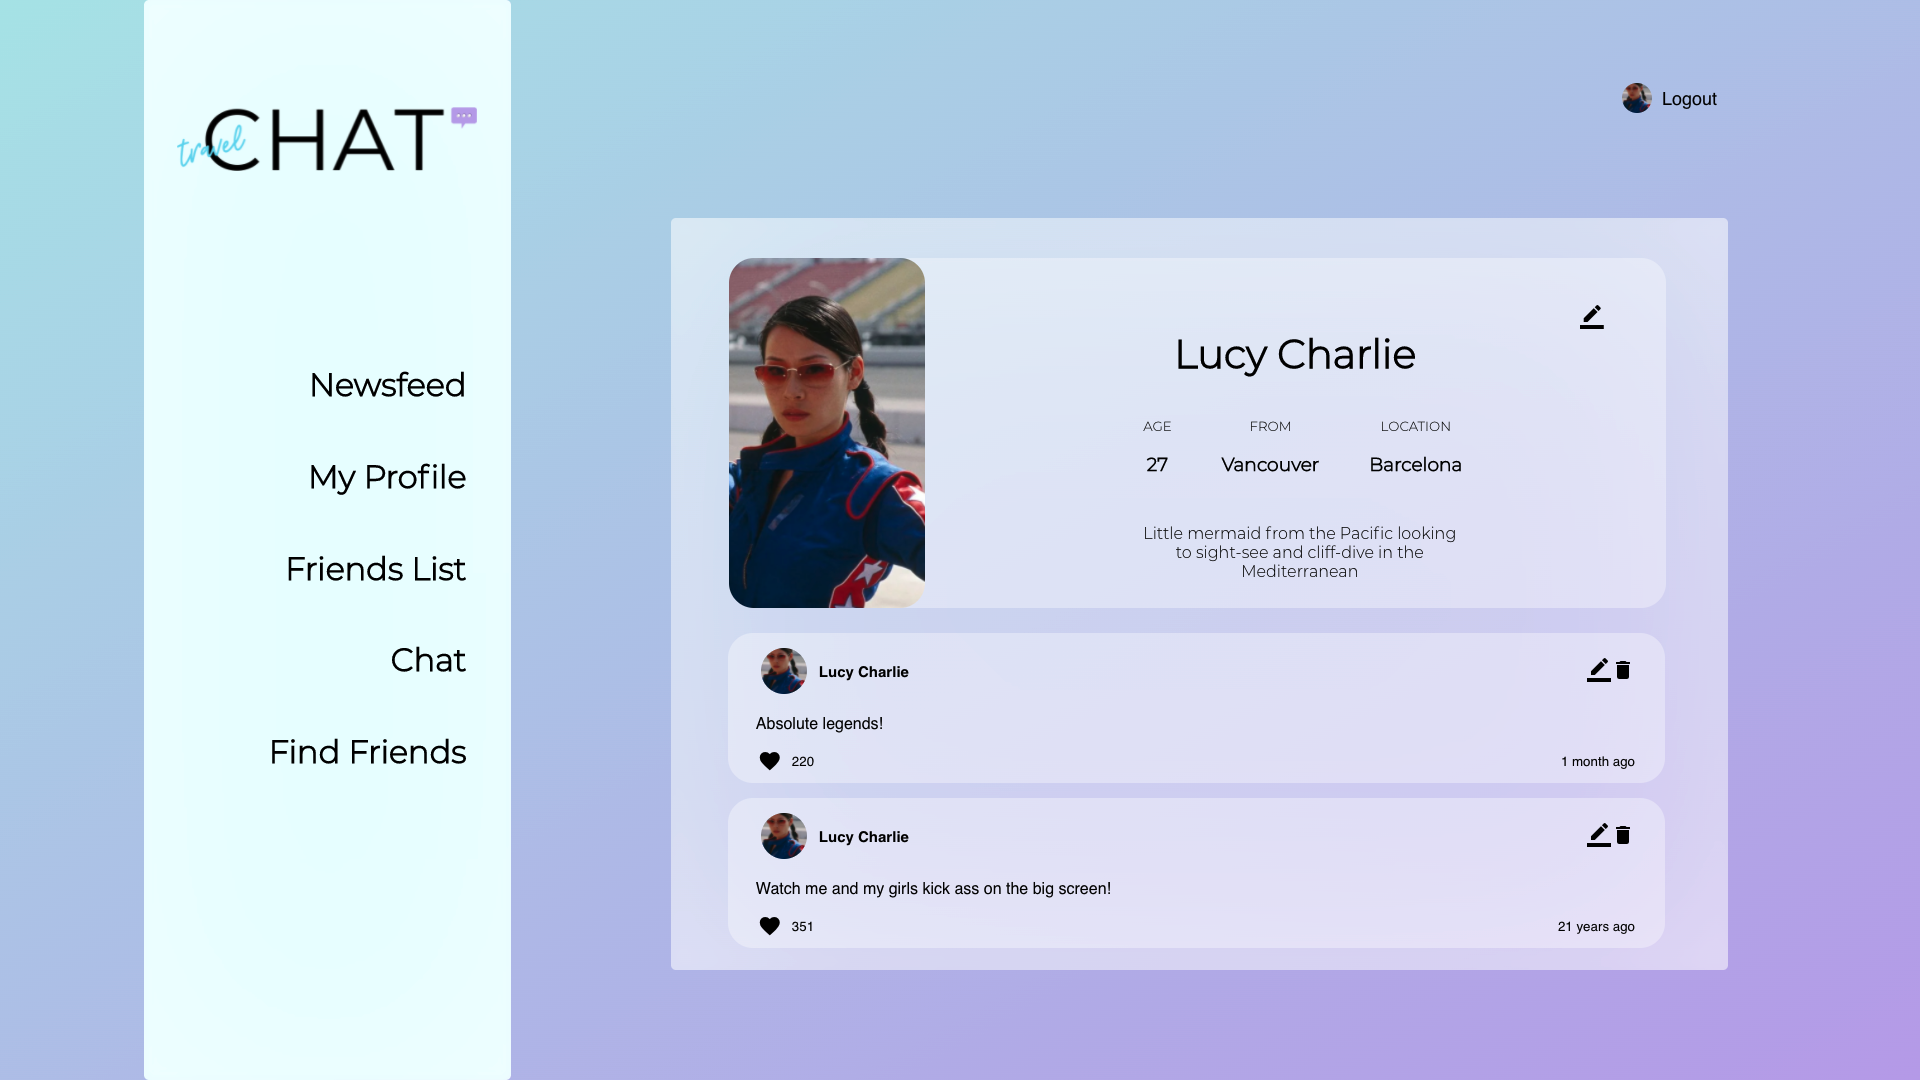 travel CHAT
Logout
Newsfeed
My Profile
Friends List
Chat
Find Friends
Lucy Charlie
AGE FROM LOCATION
27 Vancouver Barcelona
Little mermaid from the Pacific looking
to sight-see and cliff-dive in the
Mediterranean
Lucy Charlie
Absolute legends!
220 1 month ago
Lucy Charlie
Watch me and my girls kick ass on the big screen!
351 21 years ago